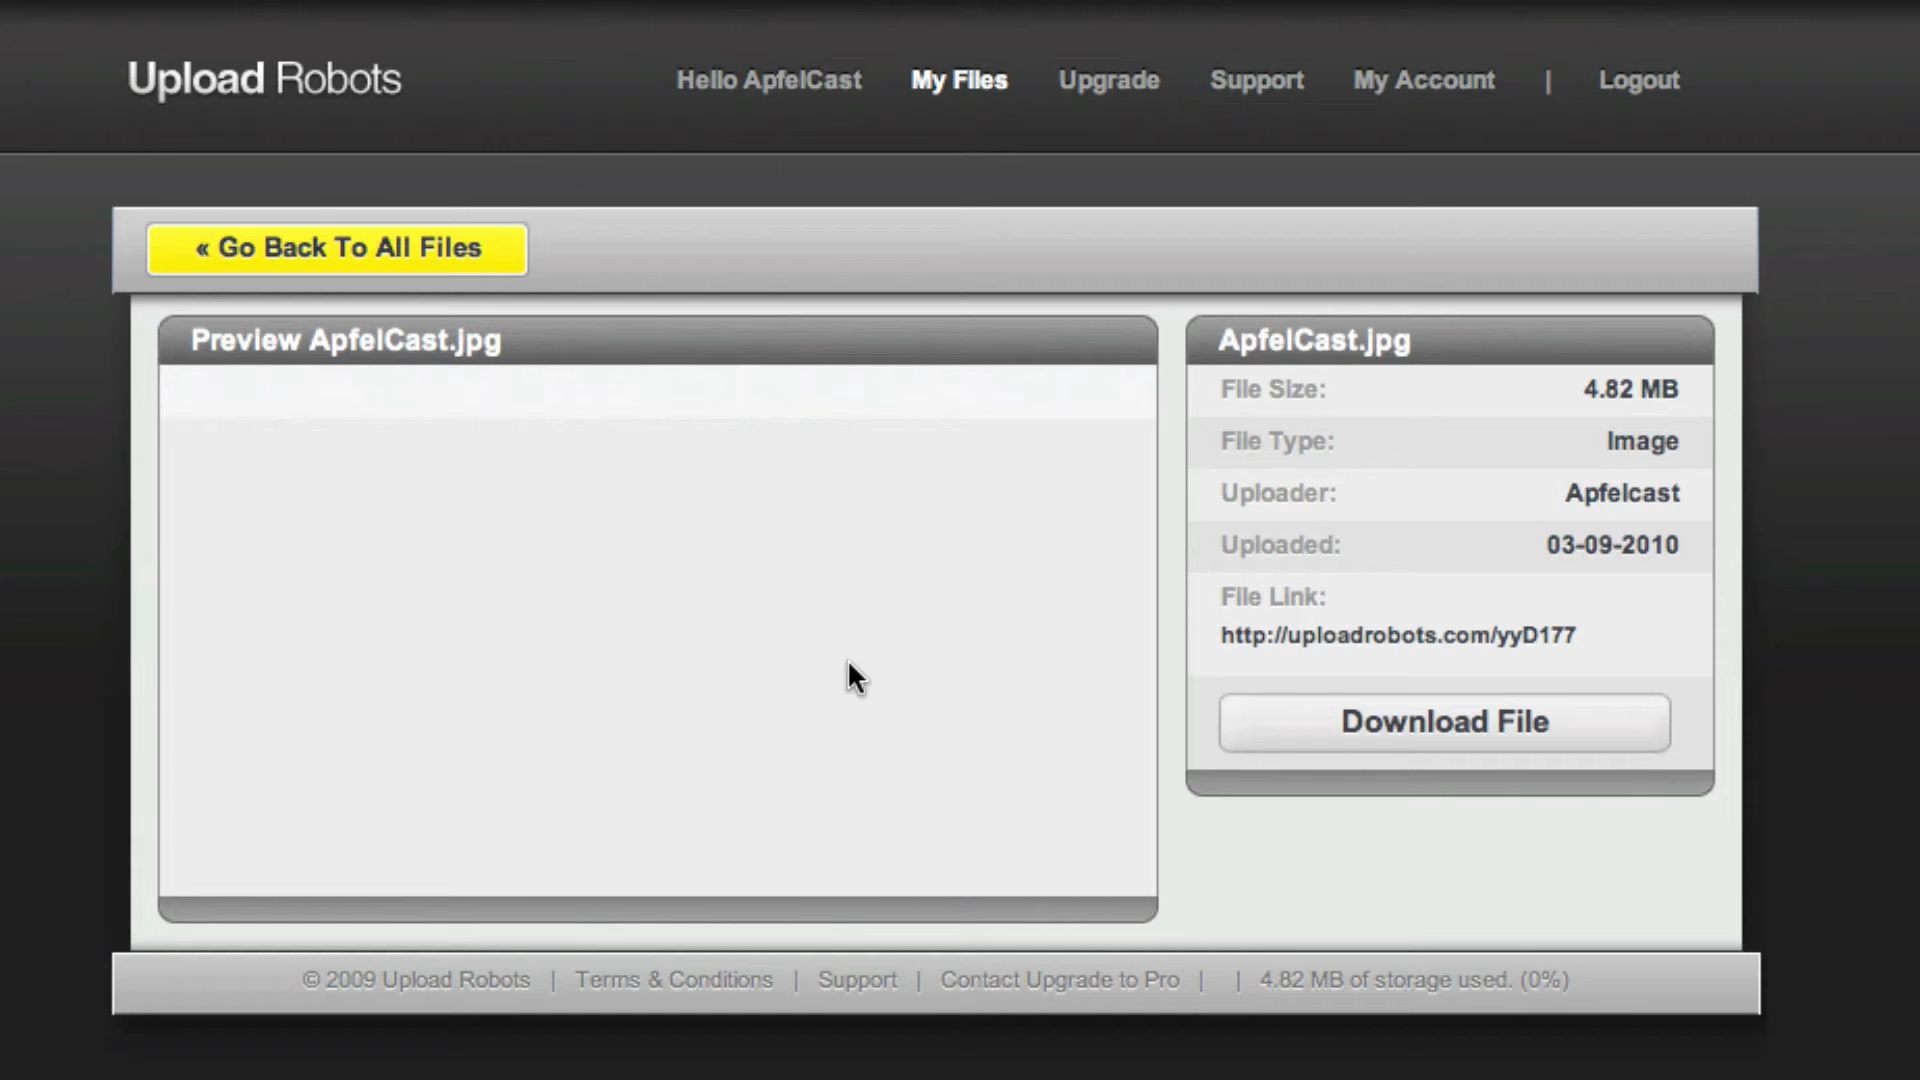 Upload Robots
Hello ApfelCast My Files Upgrade Support My Account | Logout
« Go Back To All Files
Preview ApfelCast.jpg
ApfelCast.jpg
File Size: 4.82 MB
File Type: Image
Uploader: Apfelcast
Uploaded: 03-09-2010
File Link:
http://uploadrobots.com/yyD177
Download File
© 2009 Upload Robots | Terms & Conditions | Support | Contact Upgrade to Pro | | 4.82 MB of storage used. (0%)